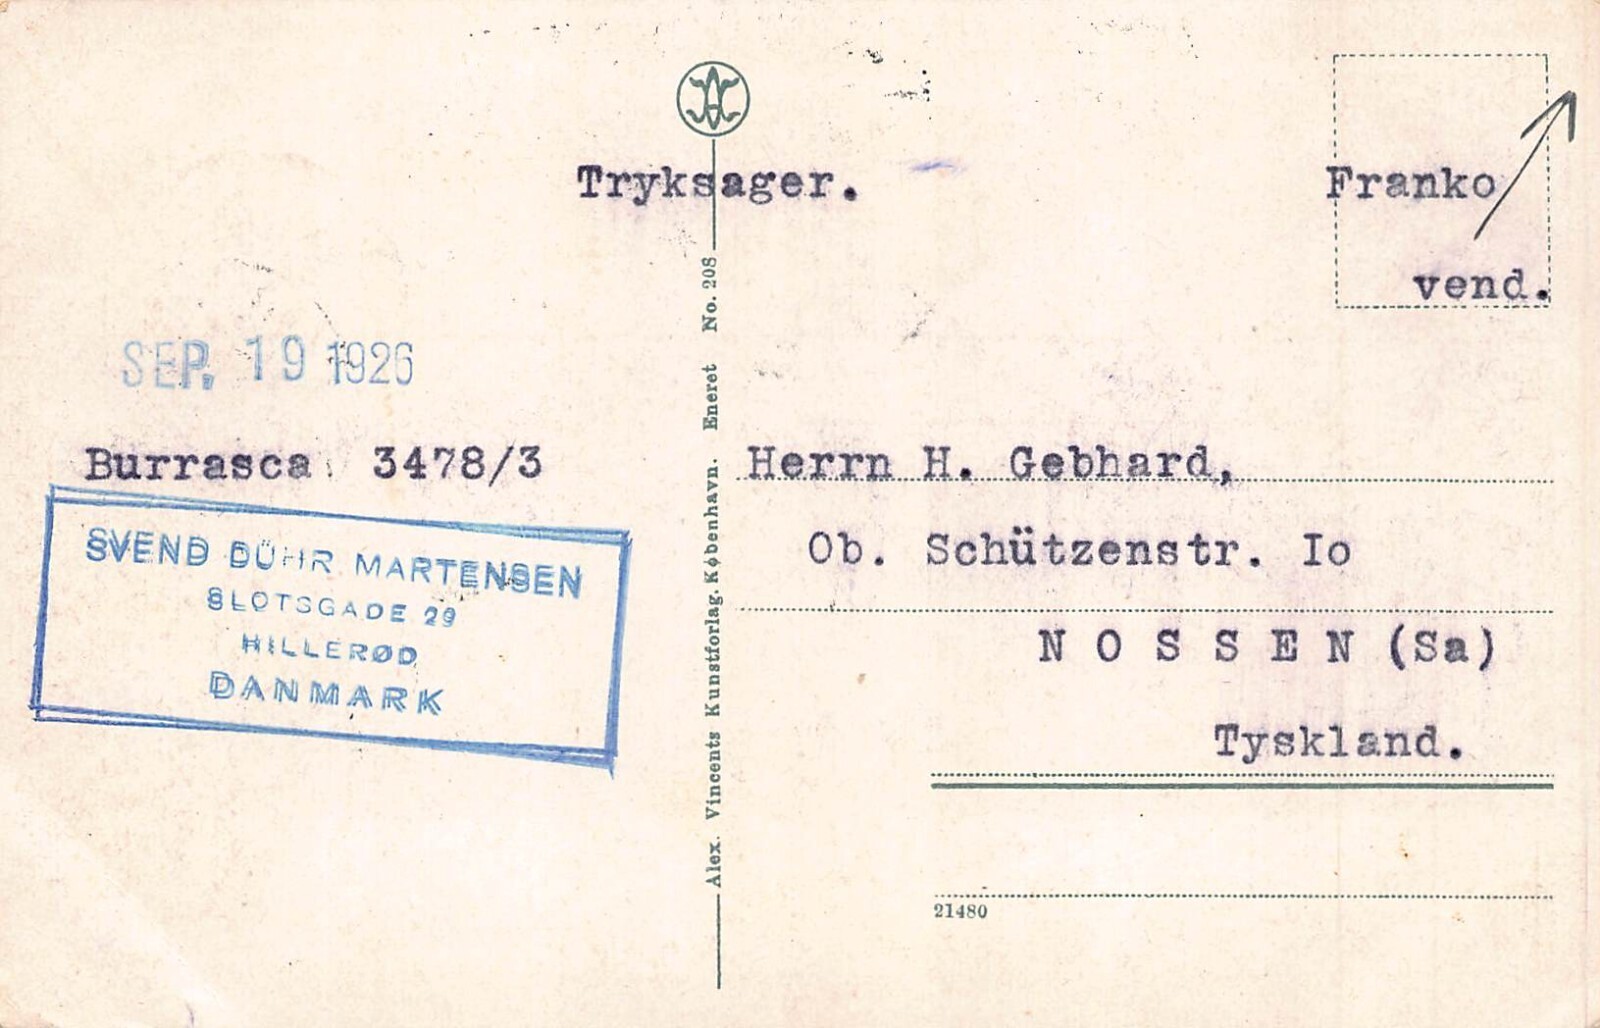 Tryksager.
Franko
vend.
SEP. 19 1926
Burrasca 3478/3
SVEND DÜHR MARTENSEN
SLOTSGADE 29
HILLERØD
DANMARK
Alex. Vincents Kunstforlag. København. Eneret No. 208
Herrn H. Gebhard,
Ob. Schützenstr. Io
N O S S E N (Sa)
Tyskland.
21480